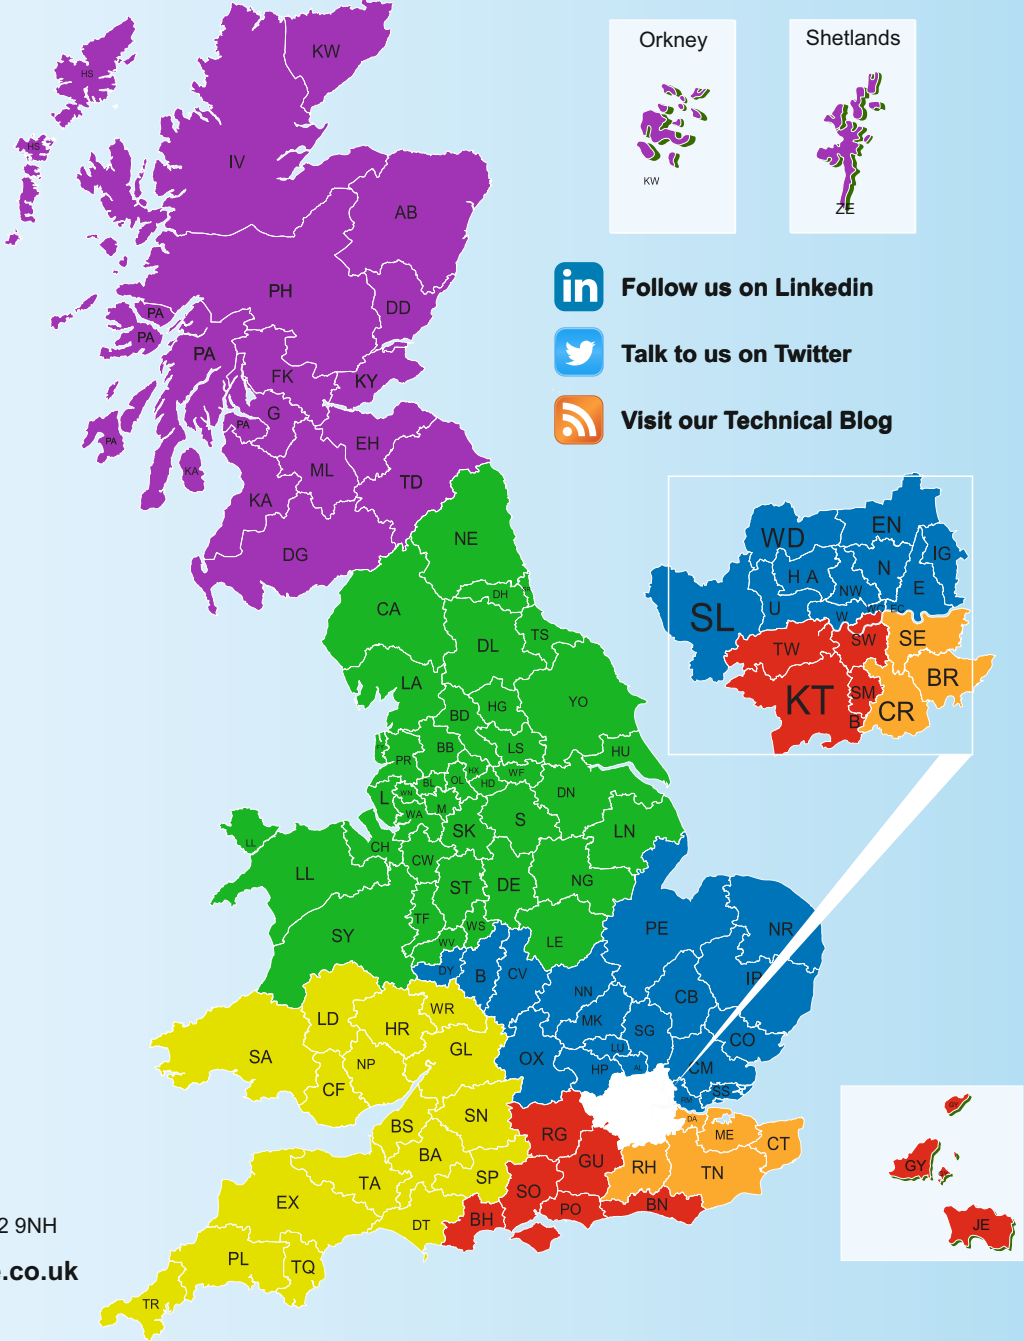 Orkney
Shetlands
KW
HS
HS
IV
AB
KW
ZE
PH
DD
PA
PA
PA
FK
KY
G
PA
PA
EH
ML
KA
TD
KA
DG
Follow us on Linkedin
Talk to us on Twitter
Visit our Technical Blog
NE
DH
CA
TS
DL
LA
YO
HG
BD
BB
LS
HU
PR
HX
WF
BL
OL
HD
DN
L
WN
M
WA
S
LN
SK
LL
CH
CW
LL
ST
DE
NG
TF
WS
SY
WV
LE
WD
EN
IG
H A
N
NW
E
SL
U
W
WC
EC
TW
SW
SE
KT
SM
BR
CR
B
PE
NR
DY
B
CV
IP
NN
CB
MK
SG
CO
LU
OX
HP
AL
CM
SS
RM
LD
WR
HR
SA
GL
NP
CF
SN
BS
BA
TA
SP
EX
DT
PL
TQ
TR
RG
GU
SO
PO
BH
BN
DA
ME
CT
RH
TN
GY
GY
JE
2 9NH
.co.uk